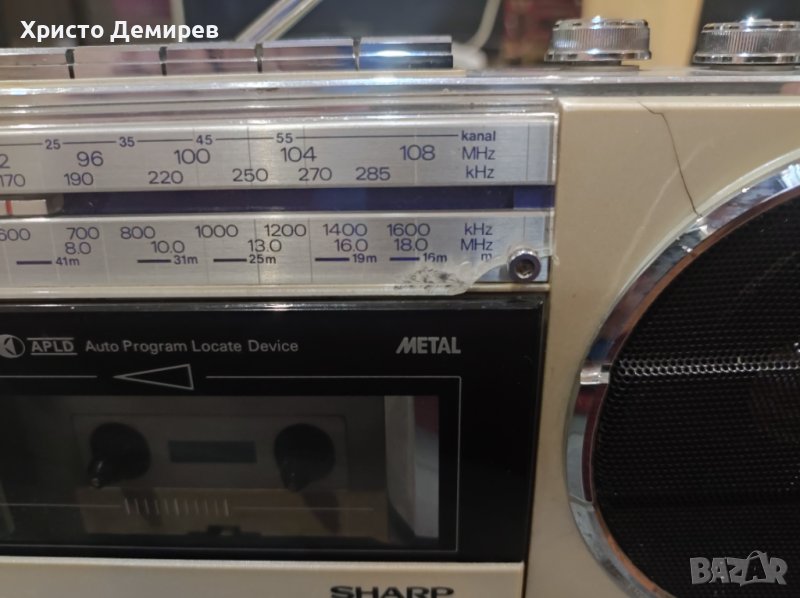 Христо Демирев
25 35 45 55 kanal
2 96 100 104 108 MHz
170 190 220 250 270 285 kHz
600 700 800 1000 1200 1400 1600 kHz
8.0 10.0 13.0 16.0 18.0 MHz
41m 31m 25m 19m 16m m
APLD Auto Program Locate Device METAL
SHARP
BAZAR